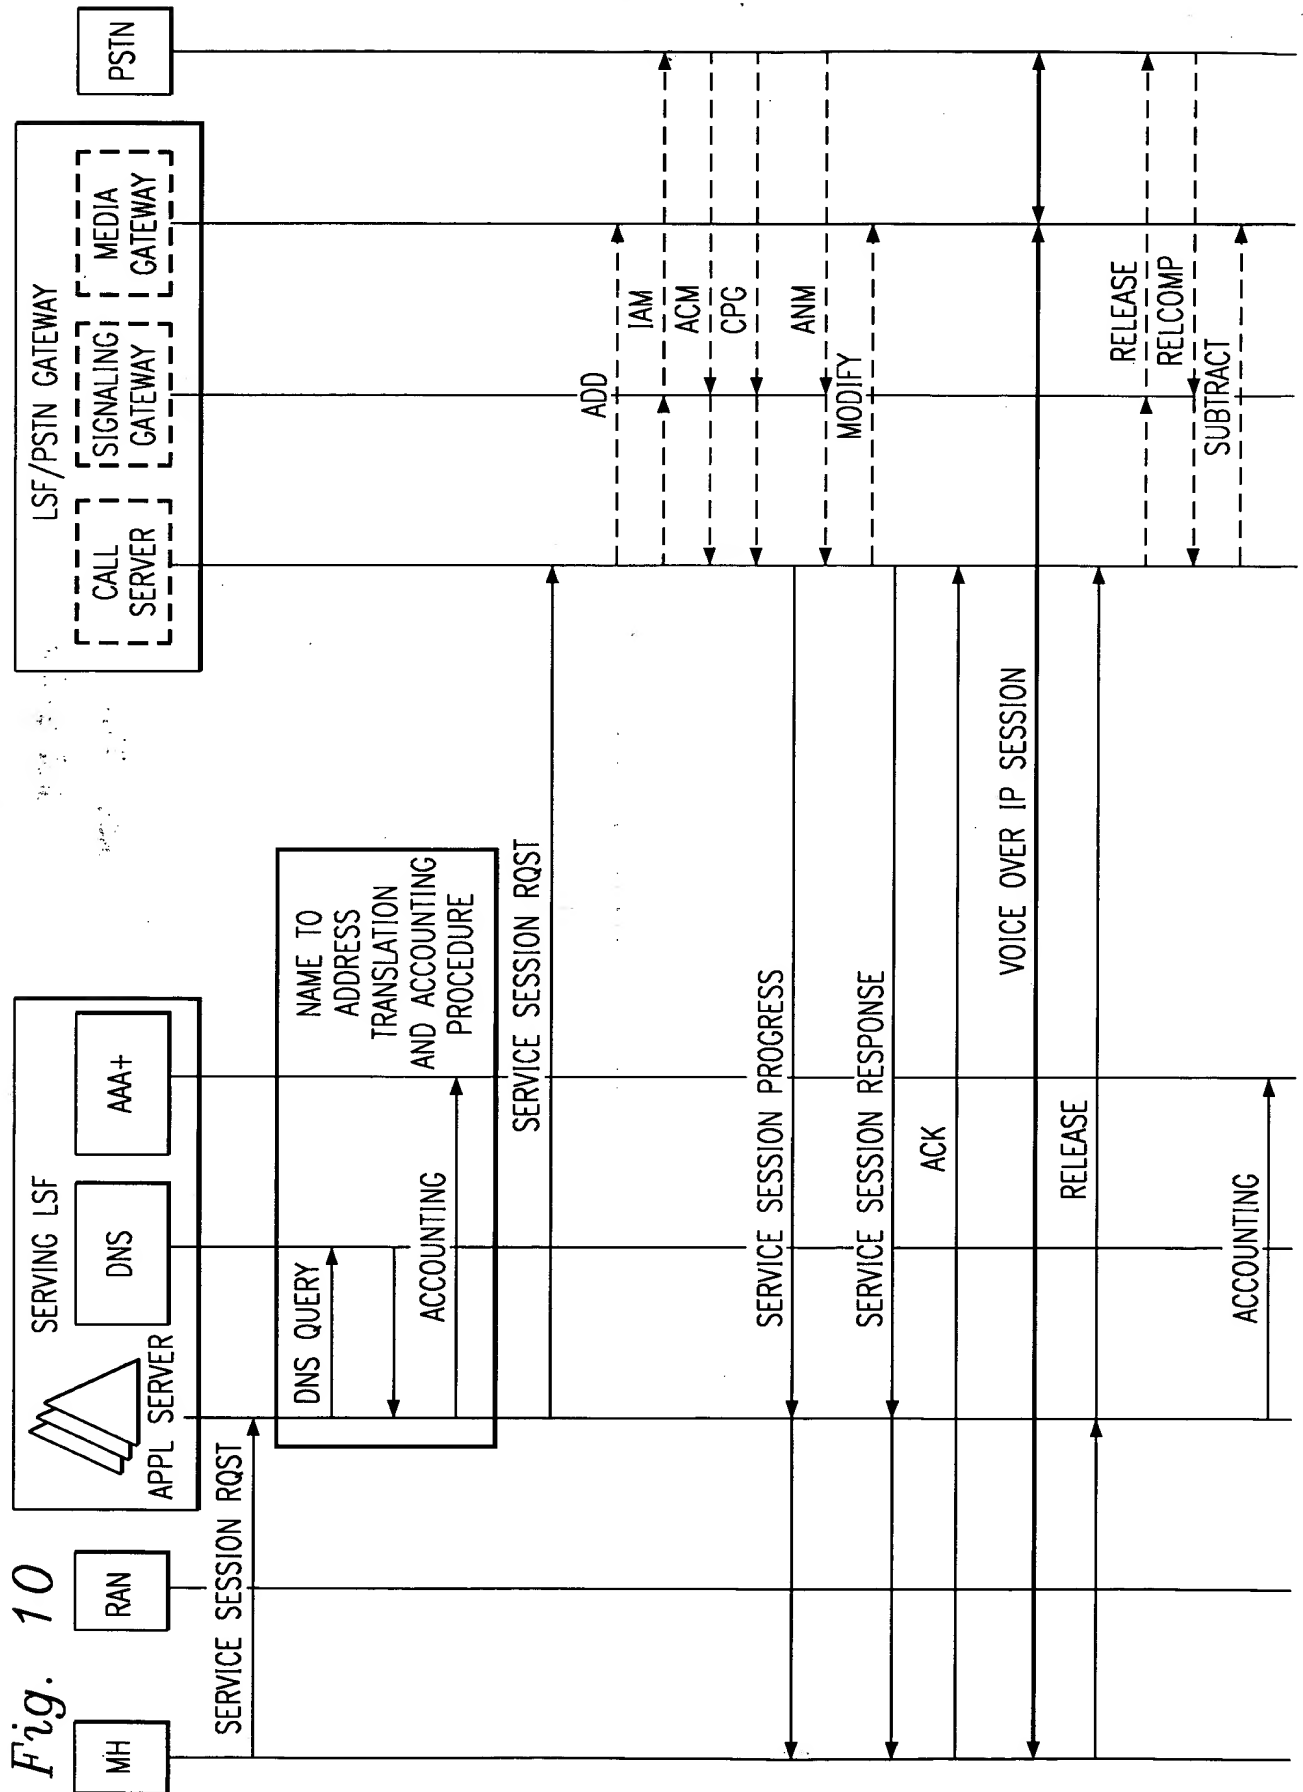 Fig. 10
MH
RAN
SERVING LSF
APPL SERVER
DNS
AAA+
LSF/PSTN GATEWAY
CALL
SERVER
SIGNALING
GATEWAY
MEDIA
GATEWAY
PSTN
SERVICE SESSION RQST
DNS QUERY
ACCOUNTING
NAME TO
ADDRESS
TRANSLATION
AND ACCOUNTING
PROCEDURE
SERVICE SESSION RQST
ADD
IAM
ACM
CPG
SERVICE SESSION PROGRESS
ANM
MODIFY
SERVICE SESSION RESPONSE
ACK
VOICE OVER IP SESSION
RELEASE
RELEASE
RELCOMP
SUBTRACT
ACCOUNTING